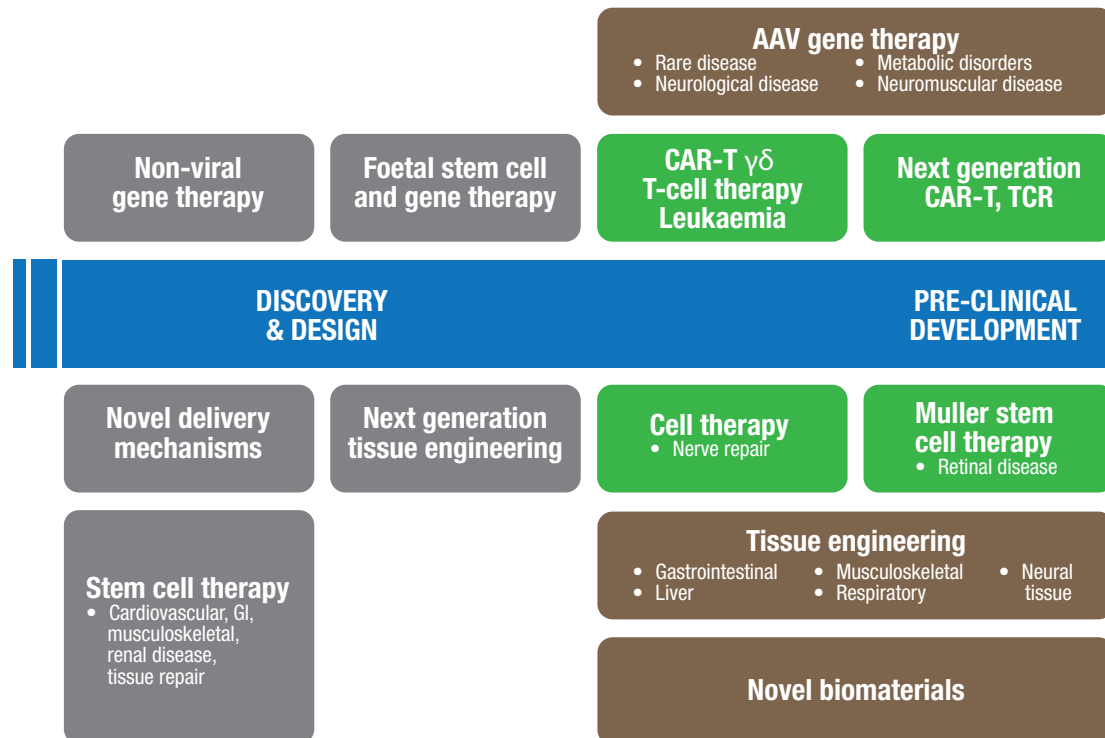 AAV gene therapy
• Rare disease
• Neurological disease
• Metabolic disorders
• Neuromuscular disease
Non-viral
gene therapy
Foetal stem cell
and gene therapy
CAR-T γδ
T-cell therapy
Leukaemia
Next generation
CAR-T, TCR
DISCOVERY
& DESIGN
PRE-CLINICAL
DEVELOPMENT
Novel delivery
mechanisms
Next generation
tissue engineering
Cell therapy
• Nerve repair
Muller stem
cell therapy
• Retinal disease
Stem cell therapy
• Cardiovascular, GI,
musculoskeletal,
renal disease,
tissue repair
Tissue engineering
• Gastrointestinal
• Liver
• Musculoskeletal
• Respiratory
• Neural
tissue
Novel biomaterials